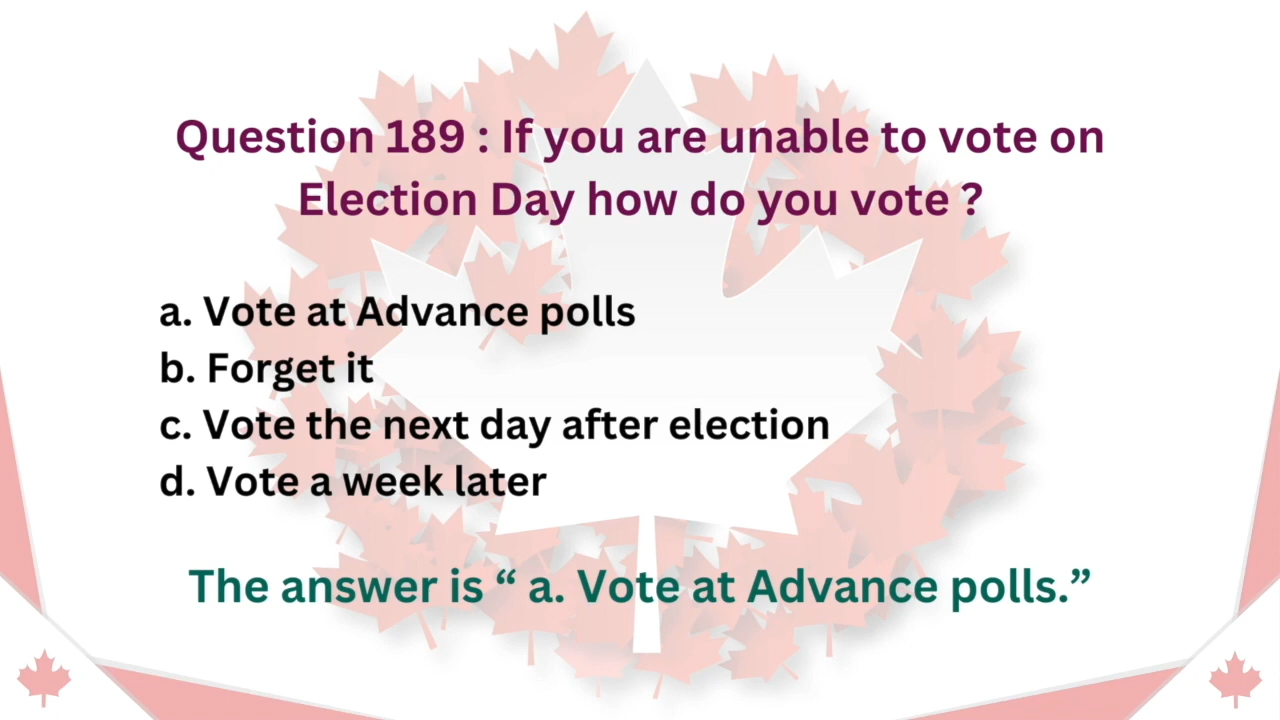 Question 189 : If you are unable to vote on
Election Day how do you vote ?
a. Vote at Advance polls
b. Forget it
c. Vote the next day after election
d. Vote a week later
The answer is “ a. Vote at Advance polls.”